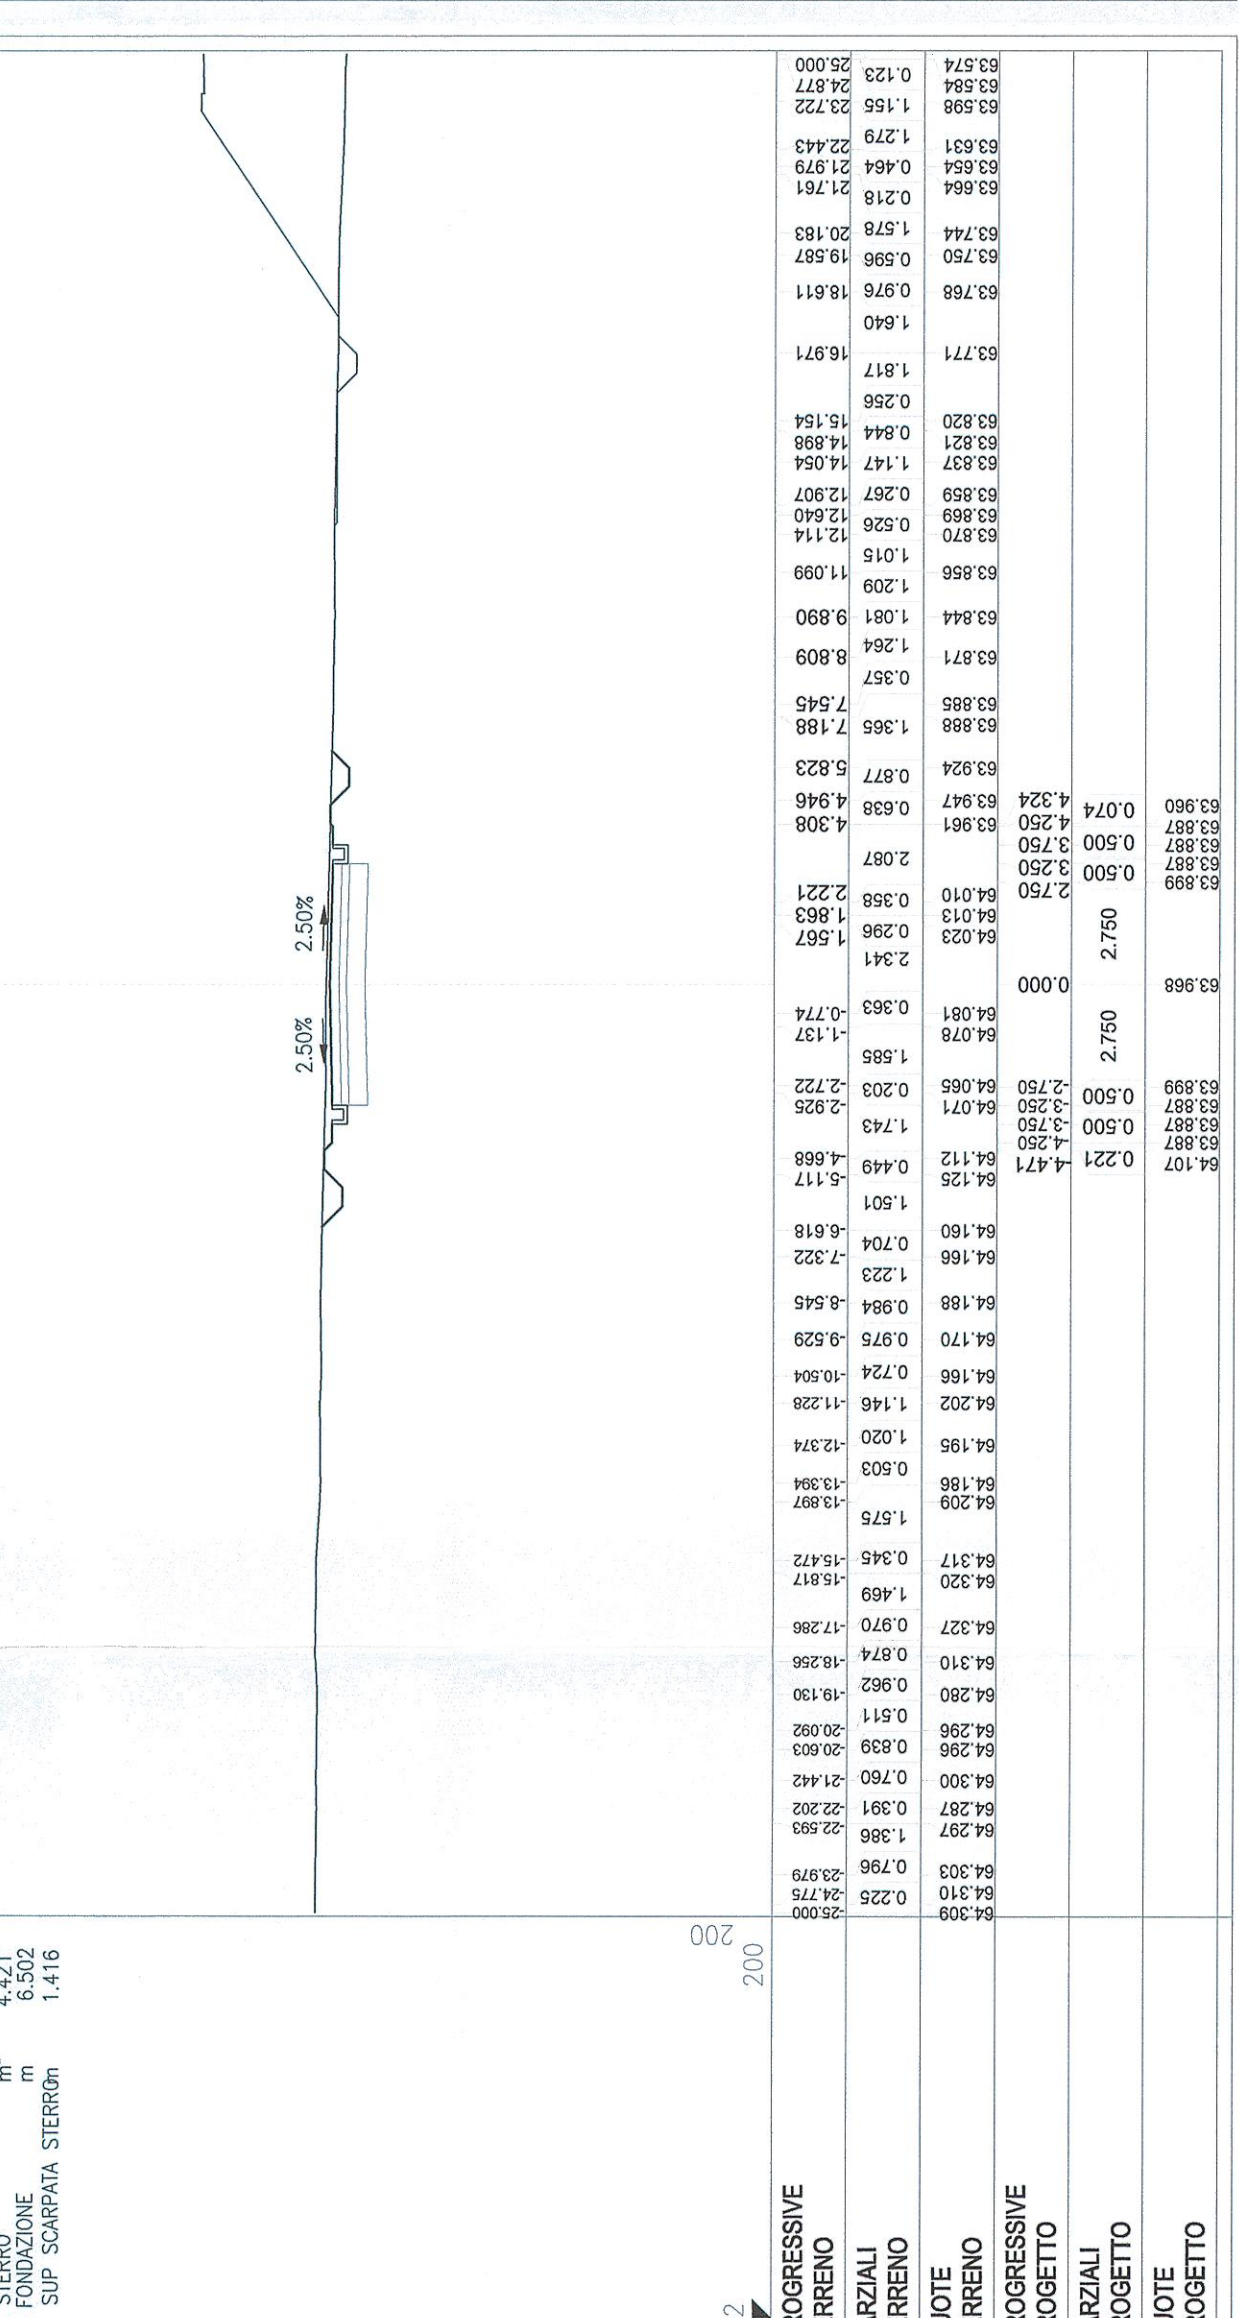 STERRO m² 4.421
FONDAZIONE m 6.502
SUP SCARPATA STERRO m 1.416
2.50% 2.50%
200
200
2
OGRESSIVE
RRENO
-25.000 -24.775 -23.979 -22.593 -22.202 -21.442 -20.603 -20.092 -19.130 -18.256 -17.286 -15.817 -15.472 -13.897 -13.394 -12.374 -11.228 -10.504 -9.529 -8.545 -7.322 -6.618 -5.117 -4.668 -2.925 -2.722 -1.137 -0.774 1.567 1.863 2.221 4.308 4.946 5.823 7.188 7.545 8.809 9.890 11.099 12.114 12.640 12.907 14.054 14.898 15.154 16.971 18.611 19.587 20.183 21.761 21.979 22.443 23.722 24.877 25.000
RZIALI
RRENO
0.225 0.796 1.386 0.391 0.760 0.839 0.511 0.962 0.874 0.970 1.469 0.345 1.575 0.503 1.020 1.146 0.724 0.975 0.984 1.223 0.704 1.501 0.449 1.743 0.203 1.585 0.363 2.341 0.296 0.358 2.087 0.638 0.877 1.365 0.357 1.264 1.081 1.209 1.015 0.526 0.267 1.147 0.844 0.256 1.817 1.640 0.976 0.596 1.578 0.218 0.464 1.279 1.155 0.123
UOTE
RRENO
64.309 64.310 64.303 64.297 64.287 64.300 64.296 64.296 64.280 64.310 64.327 64.320 64.317 64.209 64.186 64.195 64.202 64.166 64.170 64.188 64.166 64.160 64.125 64.112 64.071 64.065 64.078 64.081 64.023 64.013 64.010 63.961 63.947 63.924 63.888 63.885 63.871 63.844 63.856 63.870 63.869 63.859 63.837 63.821 63.820 63.771 63.768 63.750 63.744 63.664 63.654 63.631 63.598 63.584 63.574
ROGRESSIVE
OGETTO
-4.471 -4.250 -3.750 -3.250 -2.750 0.000 2.750 3.250 3.750 4.250 4.324
RZIALI
OGETTO
0.221 0.500 0.500 2.750 2.750 0.500 0.500 0.074
OTE
OGETTO
64.107 63.887 63.887 63.887 63.899 63.968 63.899 63.887 63.887 63.887 63.960